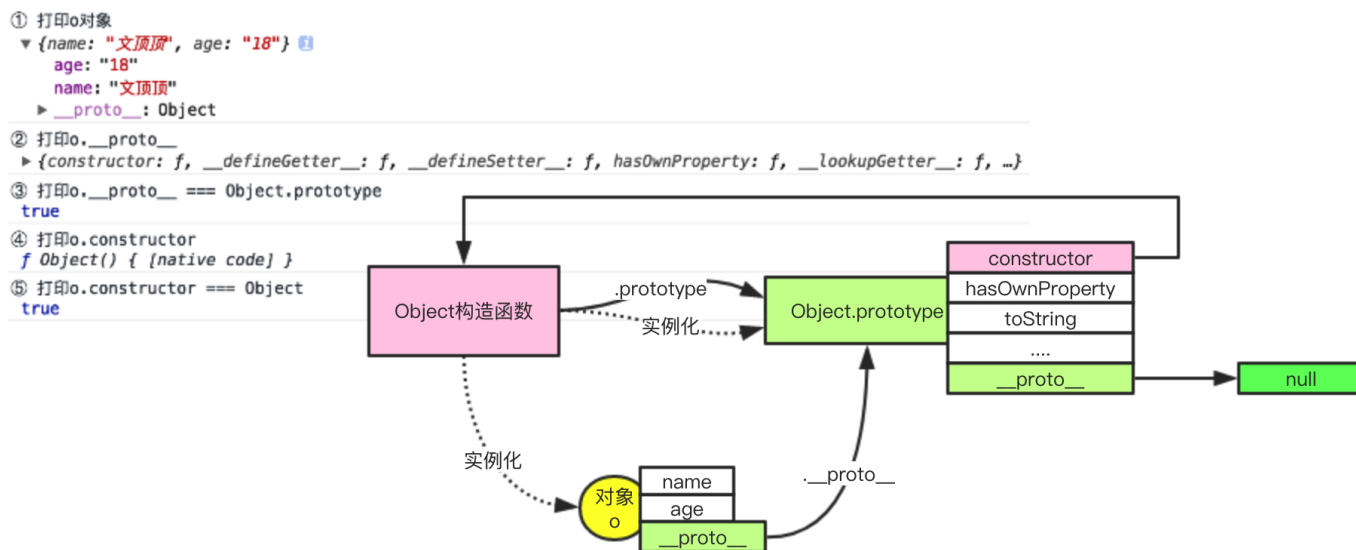 ① 打印o对象
▼ {name: "文顶顶", age: "18"} i
age: "18"
name: "文顶顶"
▶ __proto__: Object
② 打印o.__proto__
▶ {constructor: ƒ, __defineGetter__: ƒ, __defineSetter__: ƒ, hasOwnProperty: ƒ, __lookupGetter__: ƒ, …}
③ 打印o.__proto__ === Object.prototype
true
④ 打印o.constructor
ƒ Object() { [native code] }
⑤ 打印o.constructor === Object
true
Object构造函数
.prototype
实例化
Object.prototype
constructor
hasOwnProperty
toString
....
__proto__
null
实例化
.__proto__
对象
o
name
age
__proto__